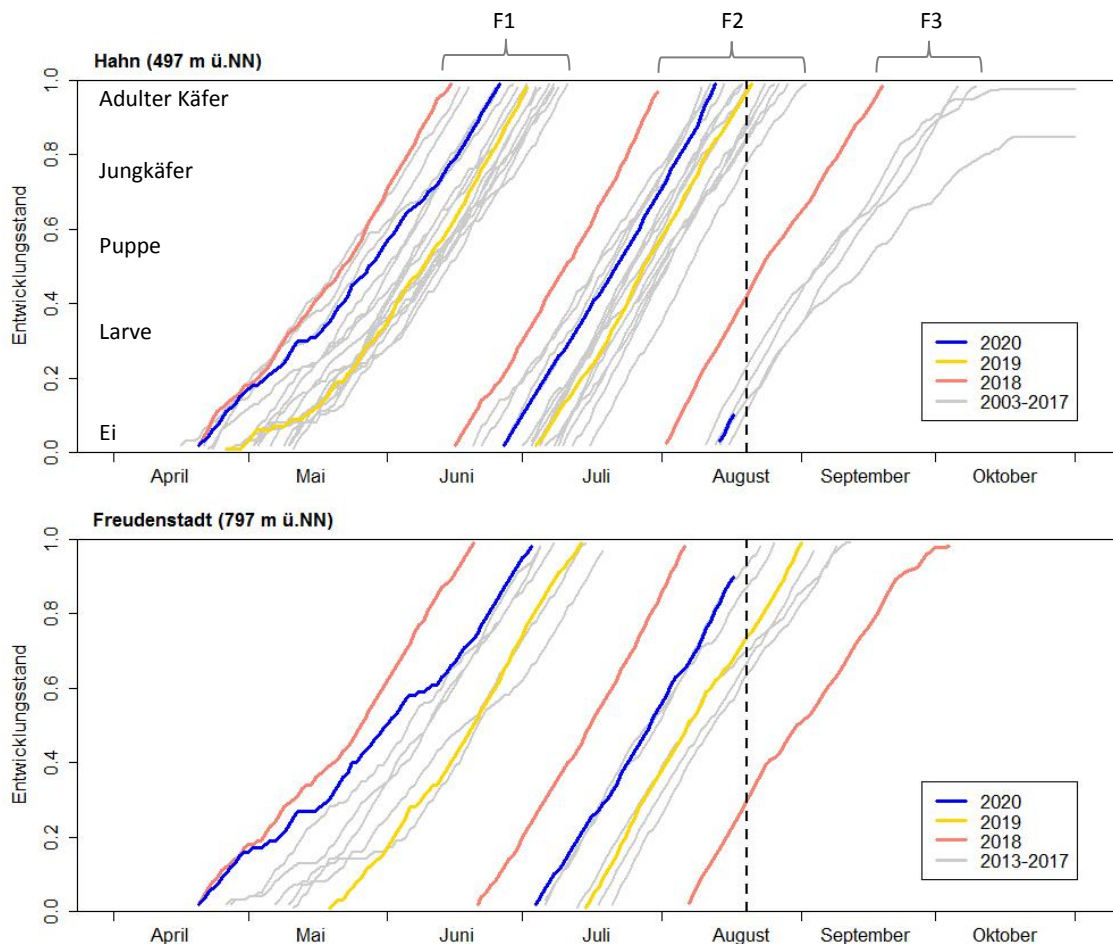 F1 F2 F3
Hahn (497 m ü.NN)
Entwicklungsstand
1.0
0.8
0.6
0.4
0.2
0.0
Adulter Käfer
Jungkäfer
Puppe
Larve
Ei
2020
2019
2018
2003-2017
April Mai Juni Juli August September Oktober
Freudenstadt (797 m ü.NN)
Entwicklungsstand
1.0
0.8
0.6
0.4
0.2
0.0
2020
2019
2018
2013-2017
April Mai Juni Juli August September Oktober